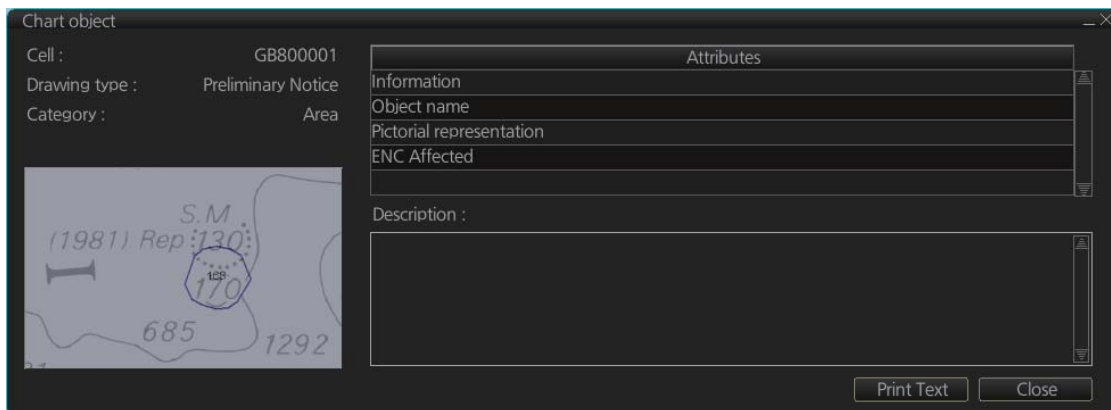 Chart object
Cell : GB800001
Drawing type : Preliminary Notice
Category : Area
Attributes
Information
Object name
Pictorial representation
ENC Affected
Description :
S.M
(1981) Rep 130
170
685
1292
Print Text
Close